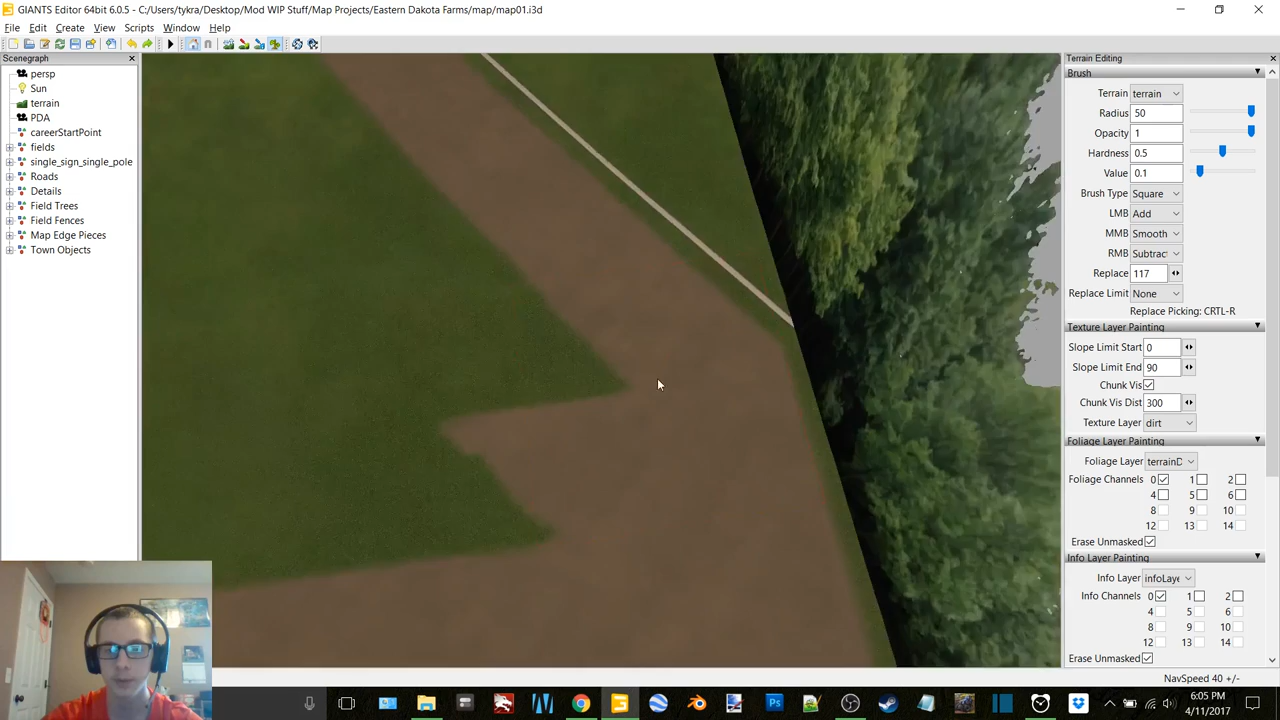 GIANTS Editor 64bit 6.0.5 - C:/Users/tykra/Desktop/Mod WIP Stuff/Map Projects/Eastern Dakota Farms/map/map01.i3d
File Edit Create View Scripts Window Help
Scenegraph
persp
Sun
terrain
PDA
careerStartPoint
fields
single_sign_single_pole
Roads
Details
Field Trees
Field Fences
Map Edge Pieces
Town Objects
Terrain Editing
Brush
Terrain terrain
Radius 50
Opacity 1
Hardness 0.5
Value 0.1
Brush Type Square
LMB Add
MMB Smooth
RMB Subtrac
Replace 117
Replace Limit None
Replace Picking: CRTL-R
Texture Layer Painting
Slope Limit Start 0
Slope Limit End 90
Chunk Vis
Chunk Vis Dist 300
Texture Layer dirt
Foliage Layer Painting
Foliage Layer terrainD
Foliage Channels 0 1 2
4 5 6
8 9 10
12 13 14
Erase Unmasked
Info Layer Painting
Info Layer infoLaye
Info Channels 0 1 2
4 5 6
8 9 10
12 13 14
Erase Unmasked
NavSpeed 40 +/-
6:05 PM
4/11/2017